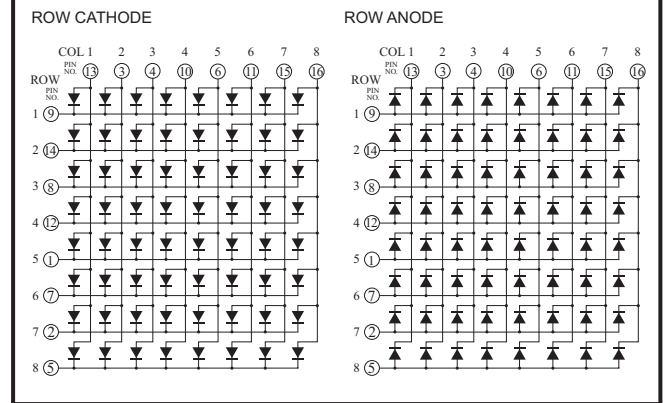 ROW CATHODE
COL 1 2 3 4 6 6 7 8
PIN NO. 13 3 4 10 6 11 15 16
ROW
PIN NO.
1 9
2 14
3 8
4 12
5 1
6 7
7 2
8 5
ROW ANODE
COL 1 2 3 4 5 6 7 8
PIN NO. 13 3 4 10 6 11 15 16
ROW
PIN NO.
1 9
2 14
3 8
4 12
5 1
6 7
7 2
8 5